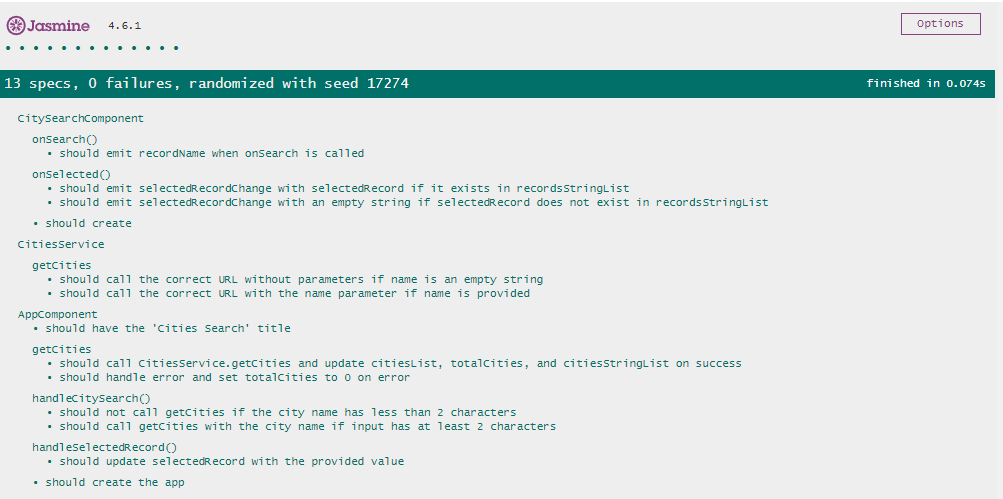 Jasmine 4.6.1 Options
13 specs, 0 failures, randomized with seed 17274 finished in 0.074s
CitySearchComponent
onSearch()
• should emit recordName when onSearch is called
onSelected()
• should emit selectedRecordChange with selectedRecord if it exists in recordsStringList
• should emit selectedRecordChange with an empty string if selectedRecord does not exist in recordsStringList
• should create
CitiesService
getCities
• should call the correct URL without parameters if name is an empty string
• should call the correct URL with the name parameter if name is provided
AppComponent
• should have the 'Cities Search' title
getCities
• should call CitiesService.getCities and update citiesList, totalCities, and citiesStringList on success
• should handle error and set totalCities to 0 on error
handleCitySearch()
• should not call getCities if the city name has less than 2 characters
• should call getCities with the city name if input has at least 2 characters
handleSelectedRecord()
• should update selectedRecord with the provided value
• should create the app